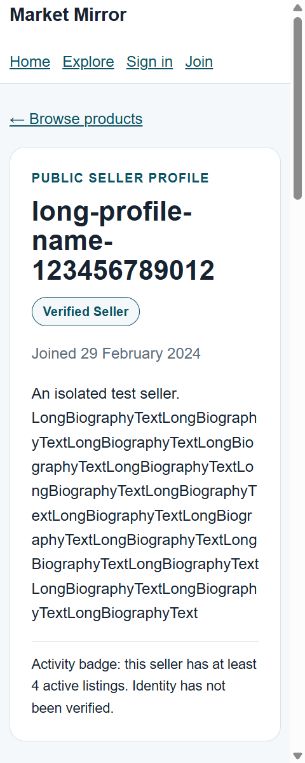 Market Mirror
Home Explore Sign in Join
← Browse products
PUBLIC SELLER PROFILE
long-profile-
name-
123456789012
Verified Seller
Joined 29 February 2024
An isolated test seller.
LongBiographyTextLongBiograph
yTextLongBiographyTextLongBio
graphyTextLongBiographyTextLo
ngBiographyTextLongBiographyT
extLongBiographyTextLongBiogr
aphyTextLongBiographyTextLong
BiographyTextLongBiographyText
LongBiographyTextLongBiograph
yTextLongBiographyText
Activity badge: this seller has at least
4 active listings. Identity has not
been verified.